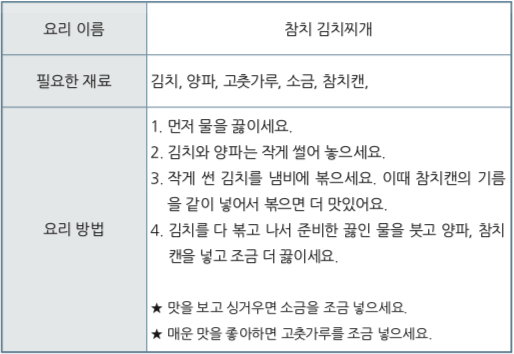 요리 이름
참치 김치찌개
필요한 재료
김치, 양파, 고춧가루, 소금, 참치캔,
요리 방법
1. 먼저 물을 끓이세요.
2. 김치와 양파는 작게 썰어 놓으세요.
3. 작게 썬 김치를 냄비에 볶으세요. 이때 참치캔의 기름
을 같이 넣어서 볶으면 더 맛있어요.
4. 김치를 다 볶고 나서 준비한 끓인 물을 붓고 양파, 참치
캔을 넣고 조금 더 끓이세요.
★ 맛을 보고 싱거우면 소금을 조금 넣으세요.
★ 매운 맛을 좋아하면 고춧가루를 조금 넣으세요.